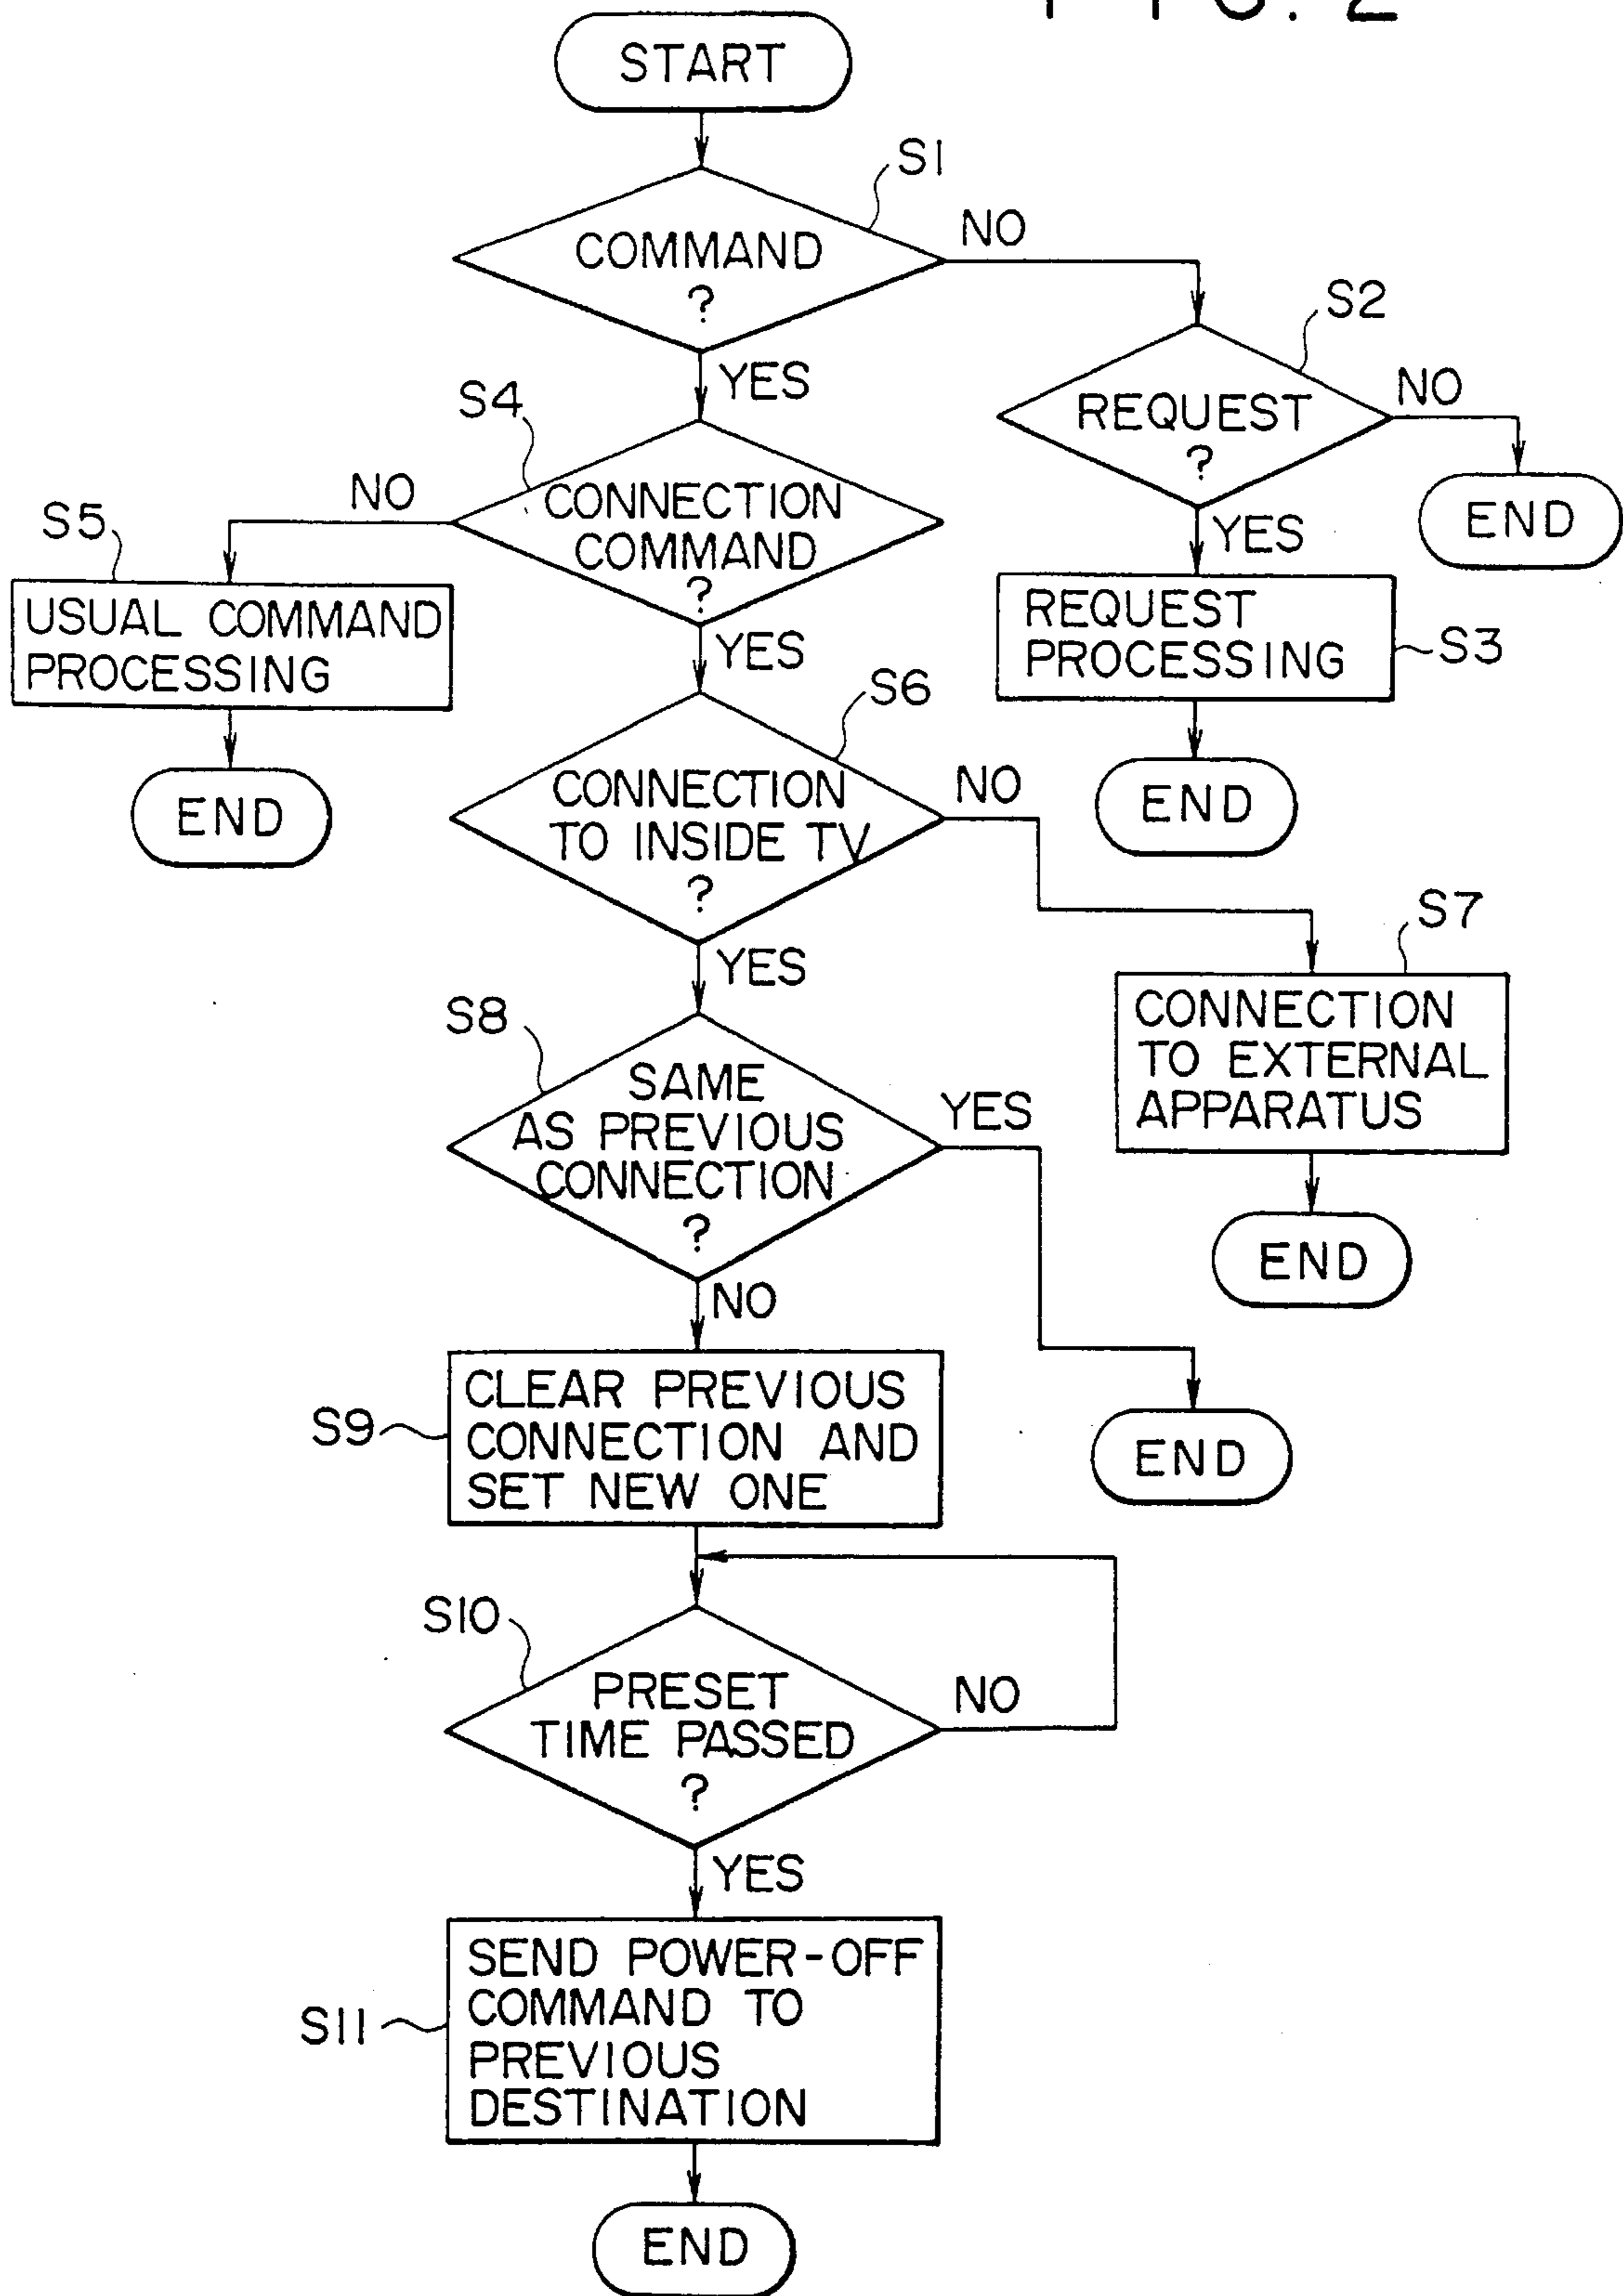 FIG. 2
START
S1
COMMAND
?
NO
YES
S2
REQUEST
?
NO
END
YES
REQUEST
PROCESSING
S3
END
S4
CONNECTION
COMMAND
?
NO
S5
USUAL COMMAND
PROCESSING
END
YES
S6
CONNECTION
TO INSIDE TV
?
NO
S7
CONNECTION
TO EXTERNAL
APPARATUS
END
YES
S8
SAME
AS PREVIOUS
CONNECTION
?
YES
END
NO
S9
CLEAR PREVIOUS
CONNECTION AND
SET NEW ONE
S10
PRESET
TIME PASSED
?
NO
YES
S11
SEND POWER-OFF
COMMAND TO
PREVIOUS
DESTINATION
END